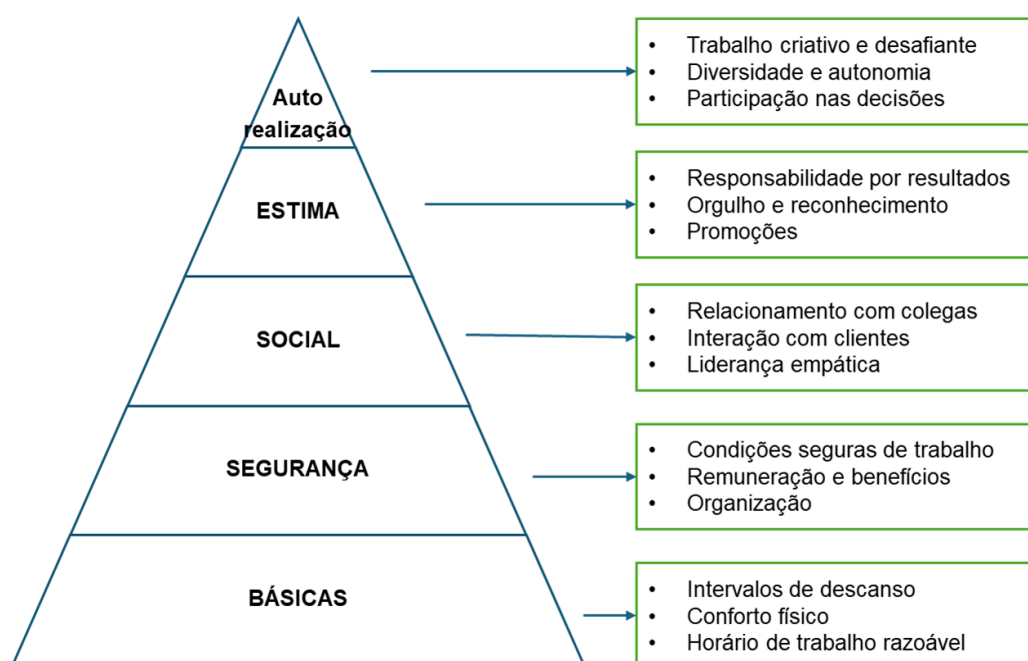 Auto
realização
• Trabalho criativo e desafiante
• Diversidade e autonomia
• Participação nas decisões
ESTIMA
• Responsabilidade por resultados
• Orgulho e reconhecimento
• Promoções
SOCIAL
• Relacionamento com colegas
• Interação com clientes
• Liderança empática
SEGURANÇA
• Condições seguras de trabalho
• Remuneração e benefícios
• Organização
BÁSICAS
• Intervalos de descanso
• Conforto físico
• Horário de trabalho razoável